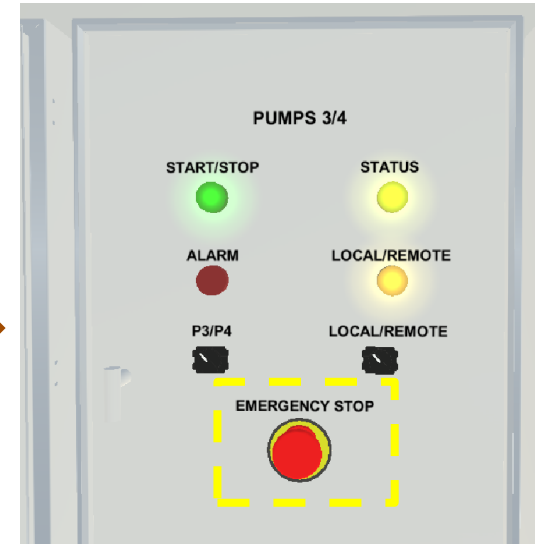 PUMPS 3/4
START/STOP STATUS
ALARM LOCAL/REMOTE
P3/P4 LOCAL/REMOTE
EMERGENCY STOP